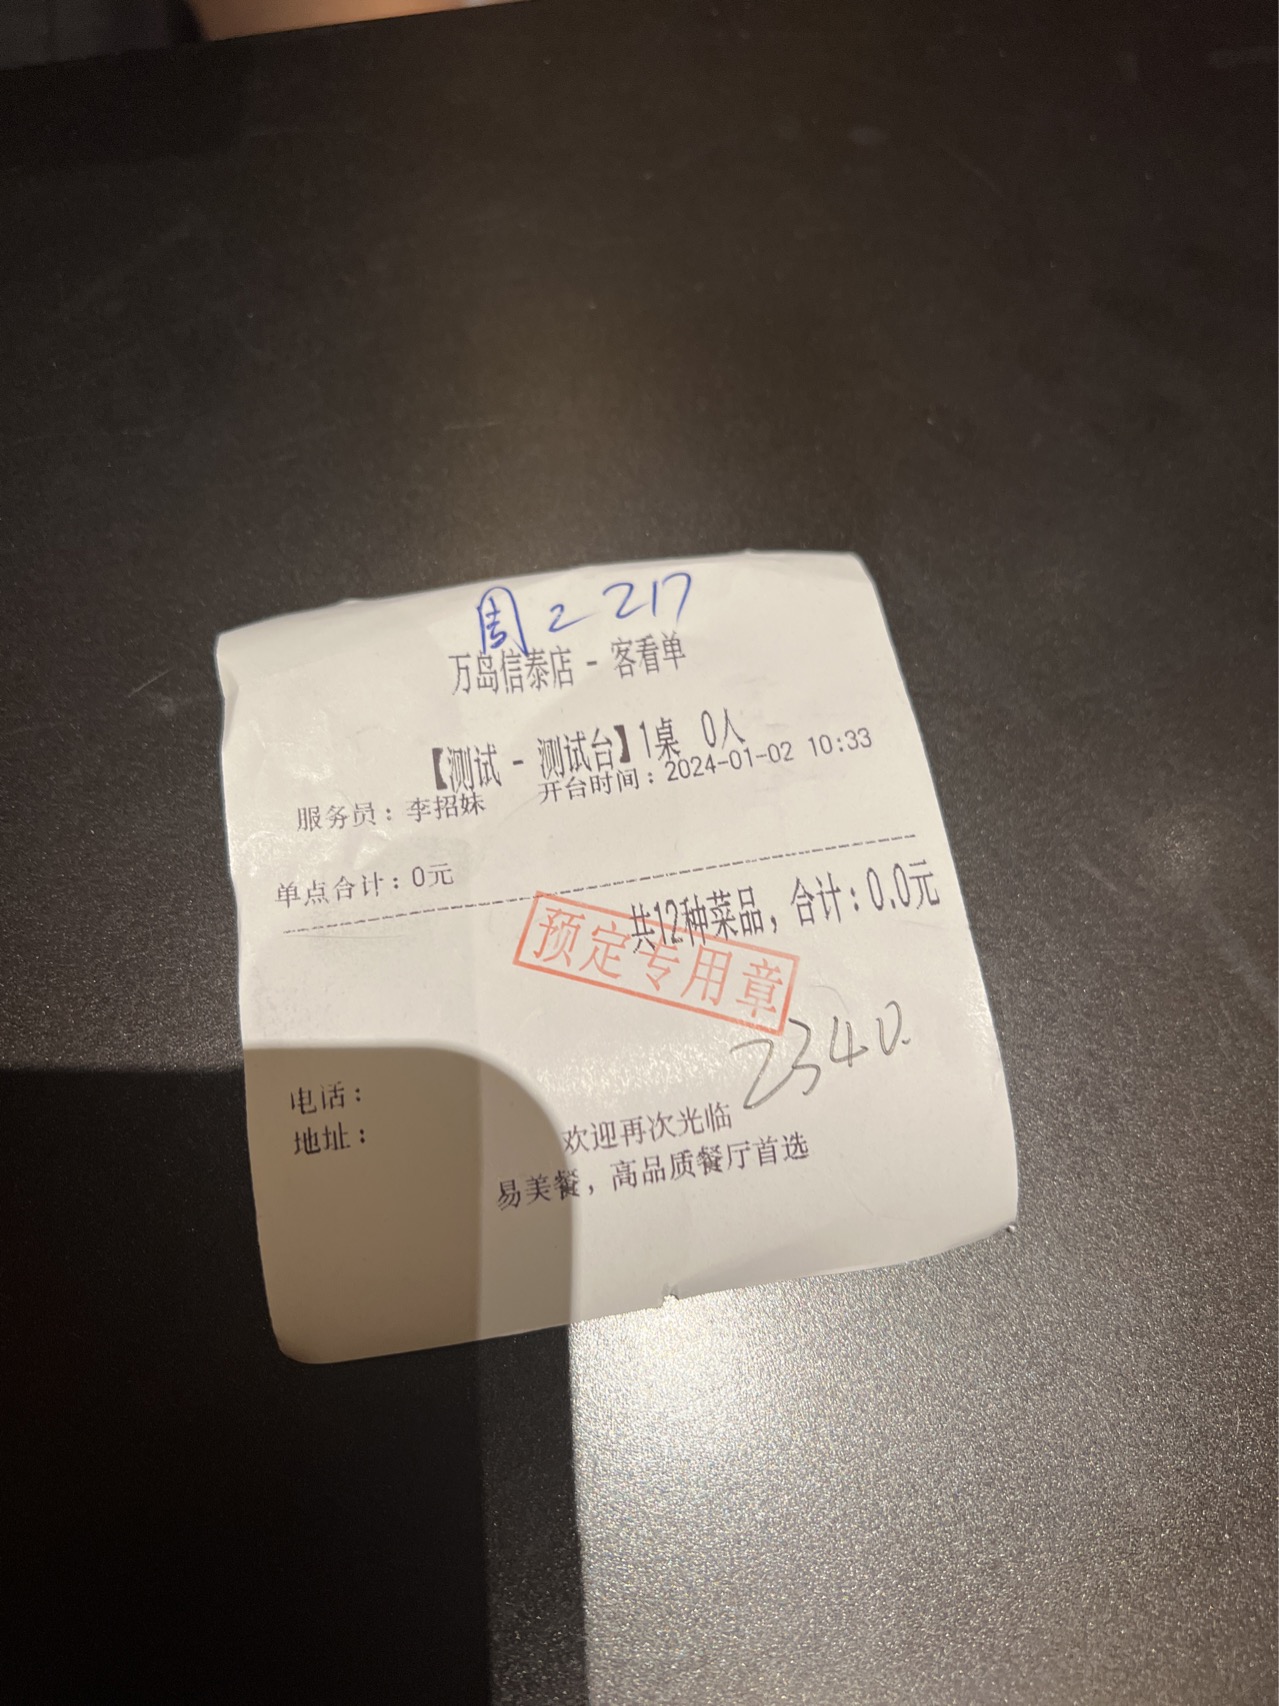 周2 217
万岛信泰店 - 客看单
【测试 - 测试台】1桌 0人
服务员：李招妹 开台时间：2024-01-02 10:33
单点合计：0元
共12种菜品，合计：0.0元
预定专用章
2340.
电话：
地址：
欢迎再次光临
易美餐，高品质餐厅首选